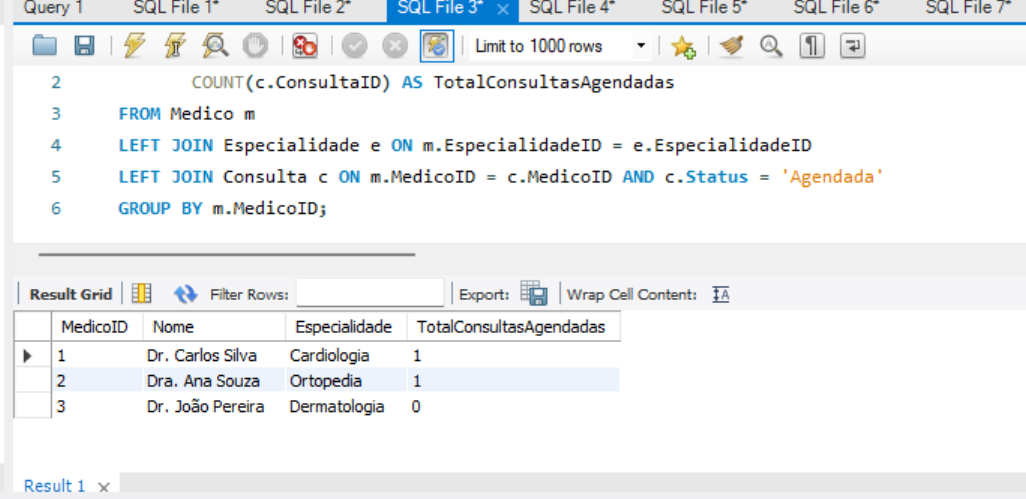 Query 1 SQL File 1* SQL File 2* SQL File 3* × SQL File 4* SQL File 5* SQL File 6* SQL File 7*
Limit to 1000 rows
2 COUNT(c.ConsultaID) AS TotalConsultasAgendadas
3 FROM Medico m
4 LEFT JOIN Especialidade e ON m.EspecialidadeID = e.EspecialidadeID
5 LEFT JOIN Consulta c ON m.MedicoID = c.MedicoID AND c.Status = 'Agendada'
6 GROUP BY m.MedicoID;
Result Grid Filter Rows: Export: Wrap Cell Content:
MedicoID Nome Especialidade TotalConsultasAgendadas
1 Dr. Carlos Silva Cardiologia 1
2 Dra. Ana Souza Ortopedia 1
3 Dr. João Pereira Dermatologia 0
Result 1 ×